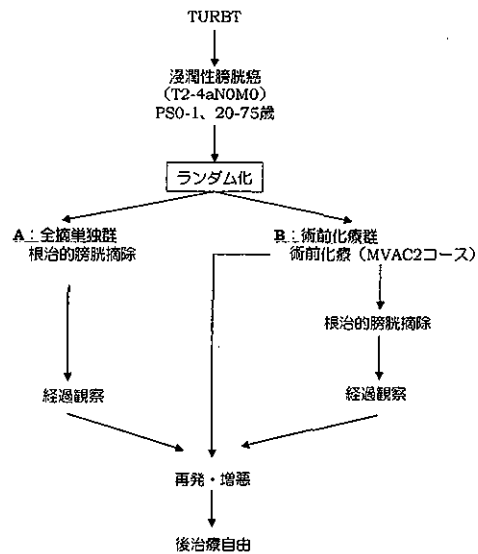 TURBT
浸潤性膀胱癌
(T2-4aN0M0)
PS0-1、20-75歳
ランダム化
A：全摘単独群
根治的膀胱摘除
B：術前化療群
術前化療（MVAC2コース）
根治的膀胱摘除
経過観察
経過観察
再発・増悪
後治療自由